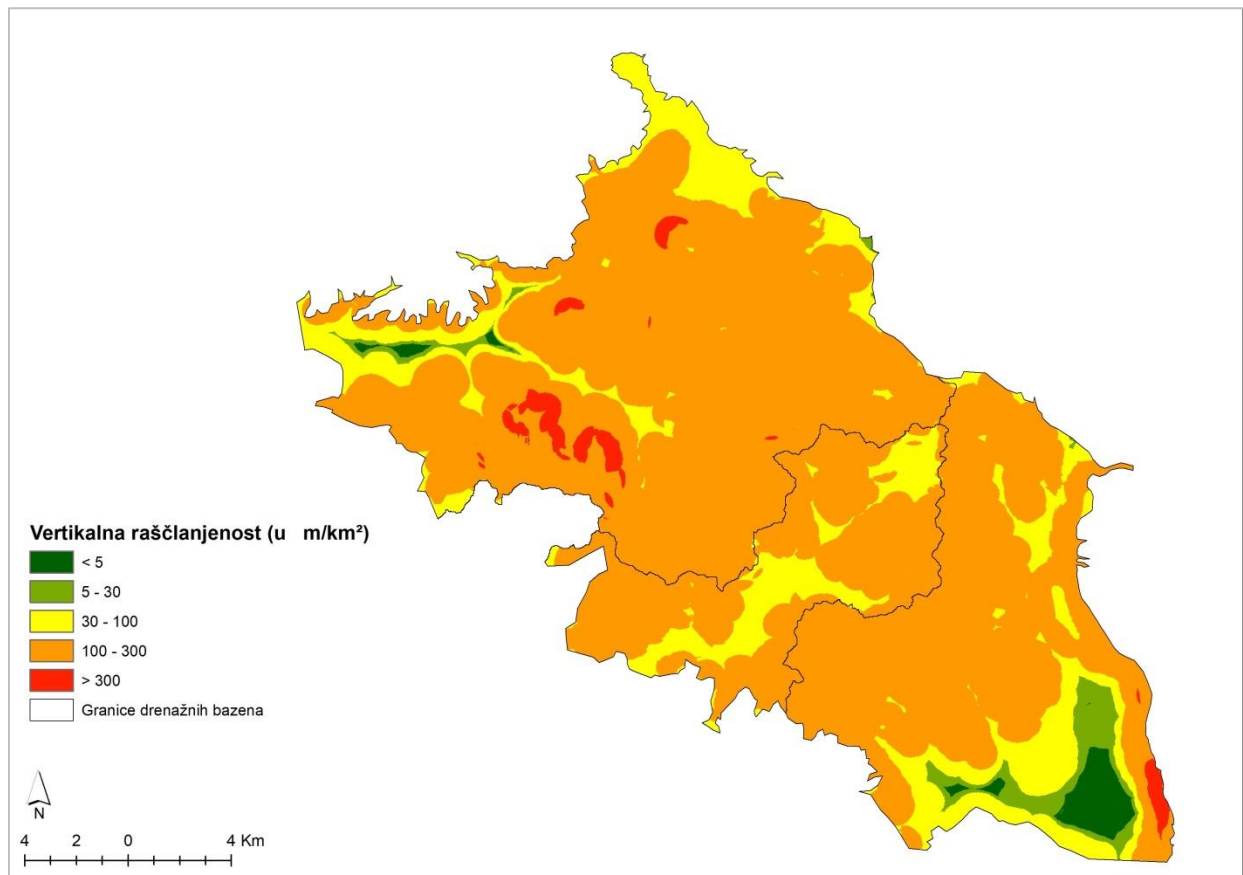 Vertikalna raščlanjenost (u m/km²)
< 5
5 - 30
30 - 100
100 - 300
> 300
Granice drenažnih bazena
N
4 2 0 4 Km